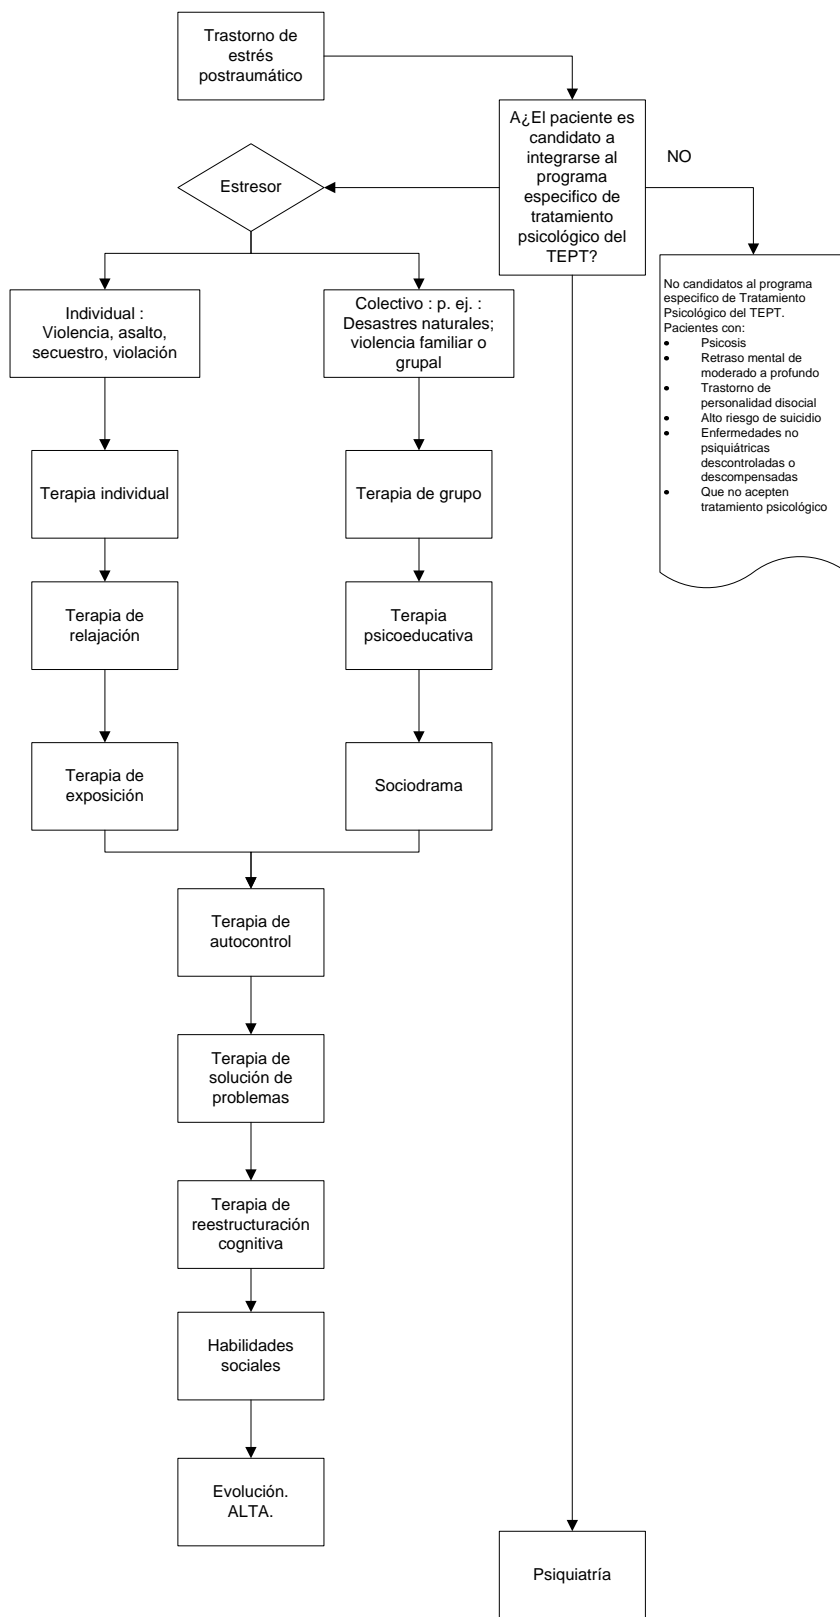 Trastorno de
estrés
postraumático
A¿El paciente es
candidato a
integrarse al
programa
especifico de
tratamiento
psicológico del
TEPT?
NO
Estresor
No candidatos al programa
especifico de Tratamiento
Psicológico del TEPT.
Pacientes con:
• Psicosis
• Retraso mental de
moderado a profundo
• Trastorno de
personalidad disocial
• Alto riesgo de suicidio
• Enfermedades no
psiquiátricas
descontroladas o
descompensadas
• Que no acepten
tratamiento psicológico
Individual :
Violencia, asalto,
secuestro, violación
Colectivo : p. ej. :
Desastres naturales;
violencia familiar o
grupal
Terapia individual
Terapia de grupo
Terapia de
relajación
Terapia
psicoeducativa
Terapia de
exposición
Sociodrama
Terapia de
autocontrol
Terapia de
solución de
problemas
Terapia de
reestructuración
cognitiva
Habilidades
sociales
Evolución.
ALTA.
Psiquiatría